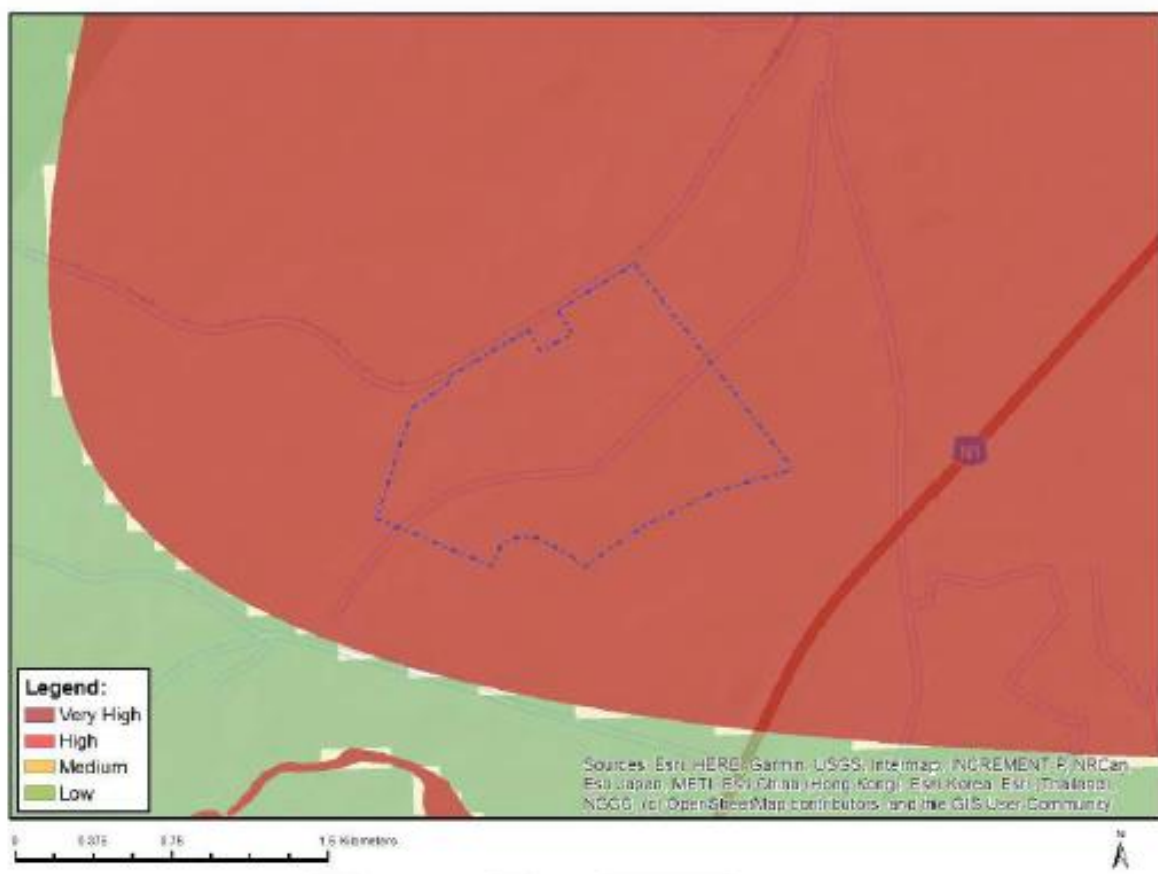 N1
Legend:
Very High
High
Medium
Low
Sources: Esri, HERE, Garmin, USGS, Intermap, INCREMENT P, NRCan,
Esri Japan, METI, Esri China (Hong Kong), Esri Korea, Esri (Thailand),
NGCC, (c) OpenStreetMap contributors, and the GIS User Community
0 0.375 0.75 1.5 Kilometers
N